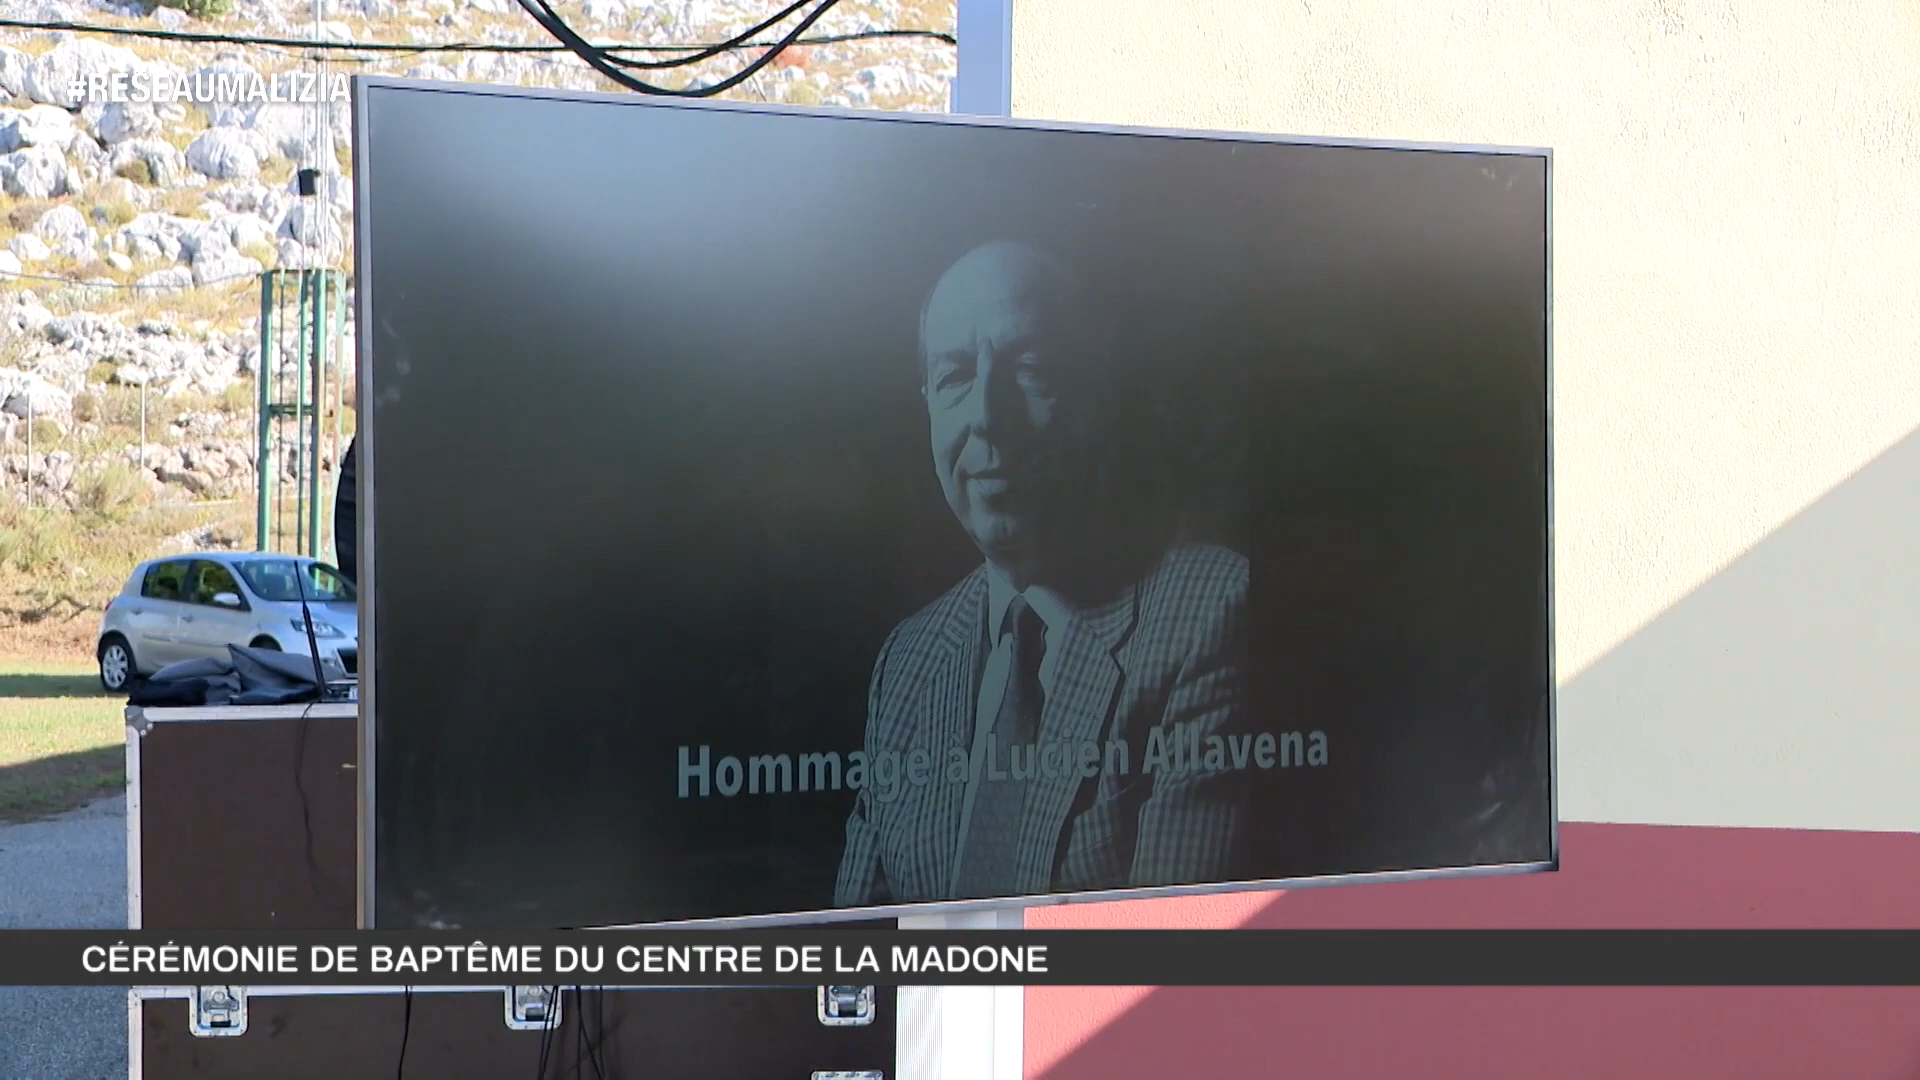 #RESEAUMALIZIA
Hommage à Lucien Allavena
CÉRÉMONIE DE BAPTÊME DU CENTRE DE LA MADONE